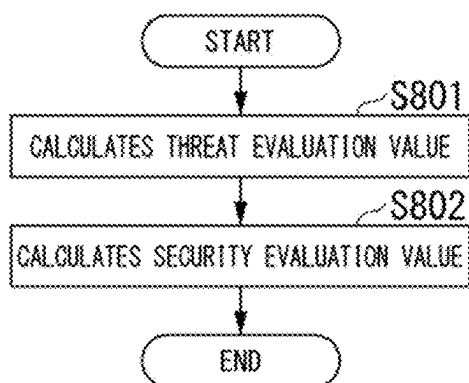 START
S801
CALCULATES THREAT EVALUATION VALUE
S802
CALCULATES SECURITY EVALUATION VALUE
END